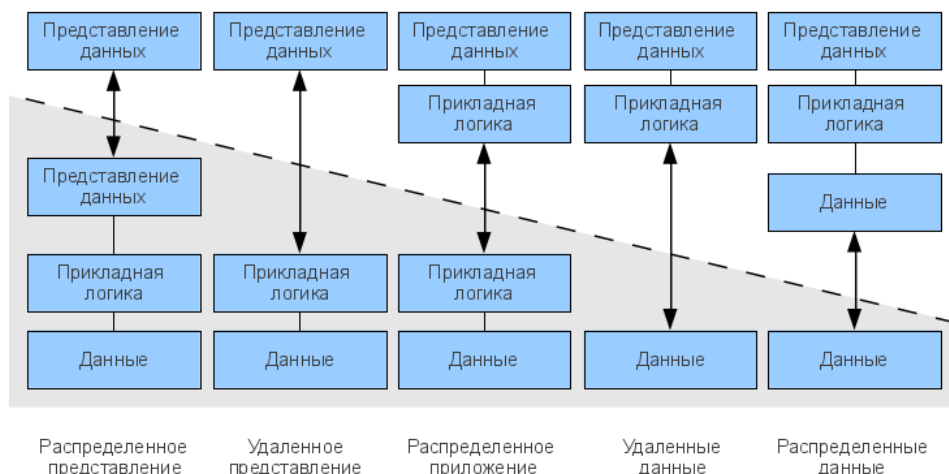 Представление
данных
Представление
данных
Представление
данных
Представление
данных
Представление
данных
Прикладная
логика
Прикладная
логика
Прикладная
логика
Представление
данных
Данные
Прикладная
логика
Прикладная
логика
Прикладная
логика
Данные
Данные
Данные
Данные
Данные
Распределенное
представление
Удаленное
представление
Распределенное
приложение
Удаленные
данные
Распределенные
данные